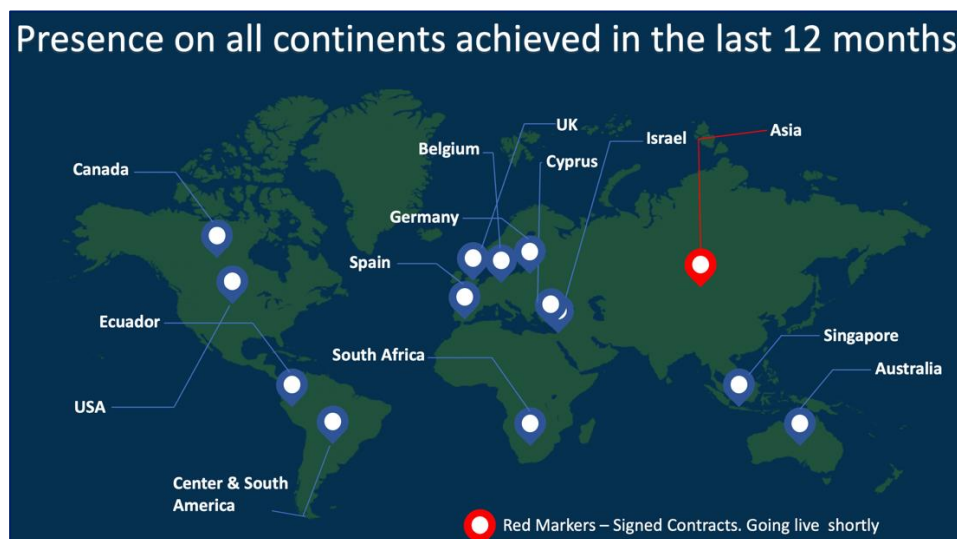 Presence on all continents achieved in the last 12 months
UK
Asia
Israel
Belgium
Cyprus
Canada
Germany
Spain
Ecuador
Singapore
South Africa
Australia
USA
Center & South
America
Red Markers – Signed Contracts. Going live shortly